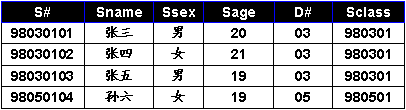 S# Sname Ssex Sage D# Sclass
98030101 张三 男 20 03 980301
98030102 张四 女 21 03 980301
98030103 张五 男 19 03 980301
98050104 孙六 女 19 05 980501